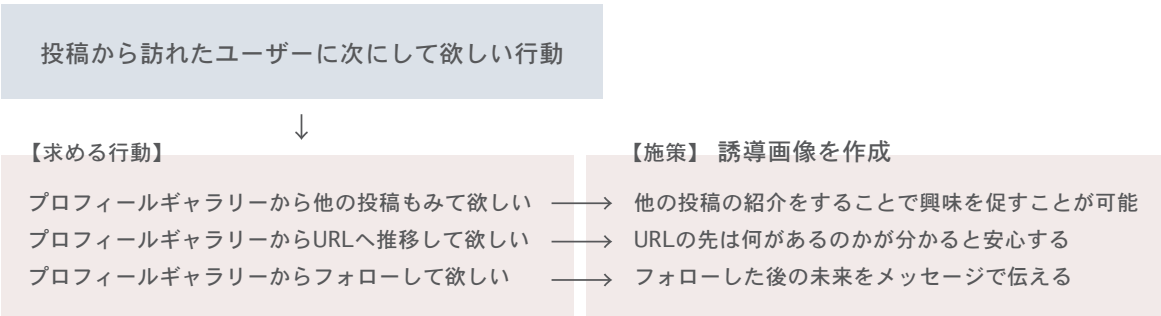 投稿から訪れたユーザーに次にして欲しい行動
↓
【求める行動】
【施策】 誘導画像を作成
プロフィールギャラリーから他の投稿もみて欲しい → 他の投稿の紹介をすることで興味を促すことが可能
プロフィールギャラリーからURLへ推移して欲しい → URLの先は何があるのかが分かると安心する
プロフィールギャラリーからフォローして欲しい → フォローした後の未来をメッセージで伝える